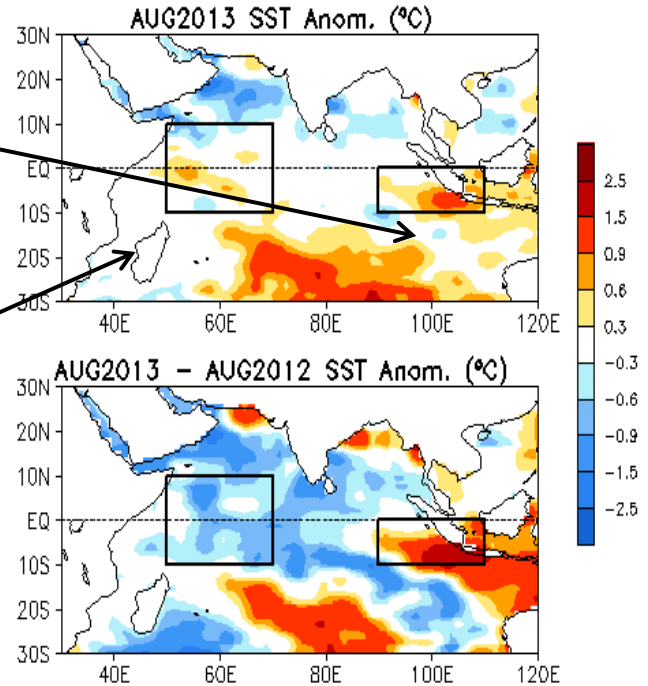 AUG2013 SST Anom. (ºC)
30N
20N
10N
EQ
10S
20S
30S
40E 60E 80E 100E 120E
2.5
1.5
0.9
0.6
0.3
-0.3
-0.6
-0.9
-1.5
-2.5
AUG2013 - AUG2012 SST Anom. (ºC)
30N
20N
10N
EQ
10S
20S
30S
40E 60E 80E 100E 120E